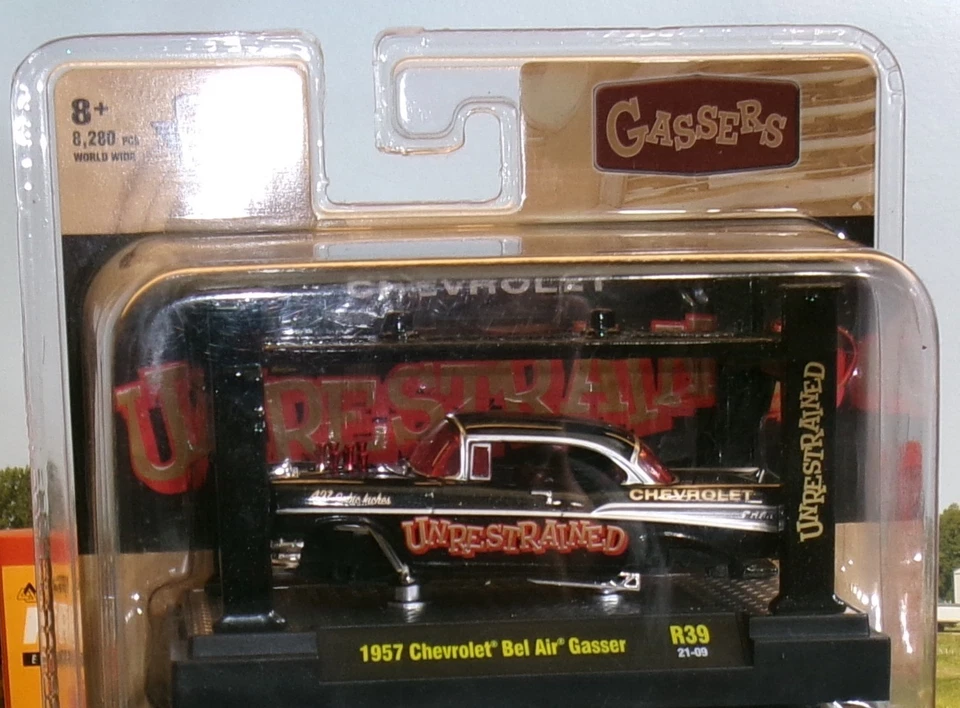 8+
8,280 PCS
WORLD WIDE
GASSERS
CHEVROLET
UNRESTRAINED
UNRESTRAINED
CHEVROLET
UNRESTRAINED
1957 Chevrolet® Bel Air® Gasser
R39
21-09